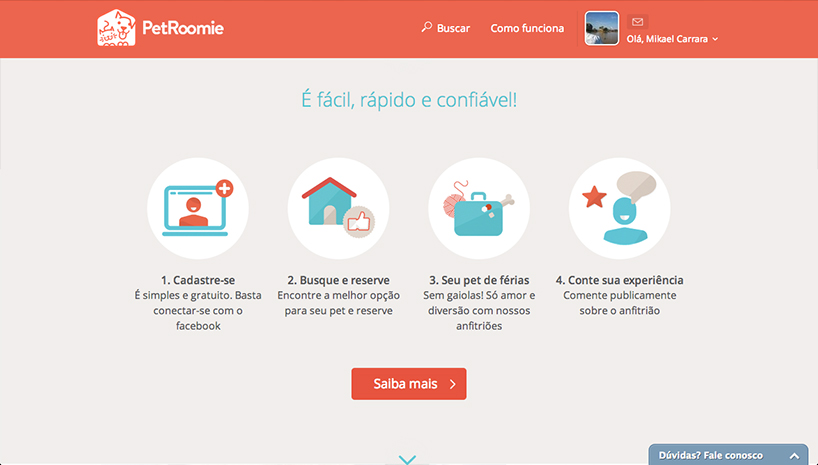 PetRoomie
Buscar
Como funciona
Olá, Mikael Carrara
É fácil, rápido e confiável!
1. Cadastre-se
É simples e gratuito. Basta
conectar-se com o
facebook
2. Busque e reserve
Encontre a melhor opção
para seu pet e reserve
3. Seu pet de férias
Sem gaiolas! Só amor e
diversão com nossos
anfitriões
4. Conte sua experiência
Comente publicamente
sobre o anfitrião
Saiba mais
Dúvidas? Fale conosco